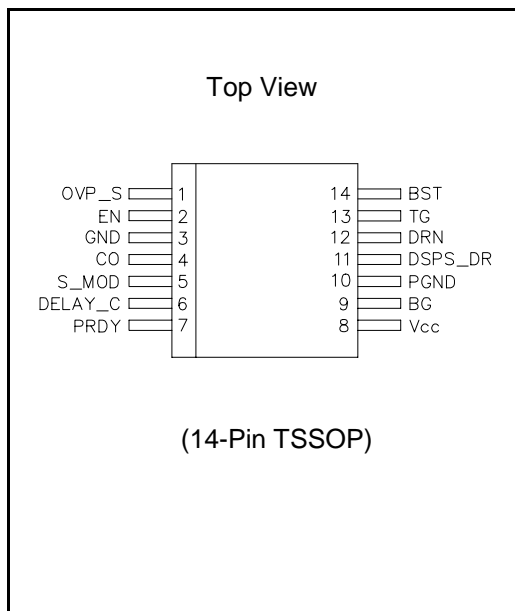 Top View
OVP_S 1 14 BST
EN 2 13 TG
GND 3 12 DRN
CO 4 11 DSPS_DR
S_MOD 5 10 PGND
DELAY_C 6 9 BG
PRDY 7 8 Vcc
(14-Pin TSSOP)